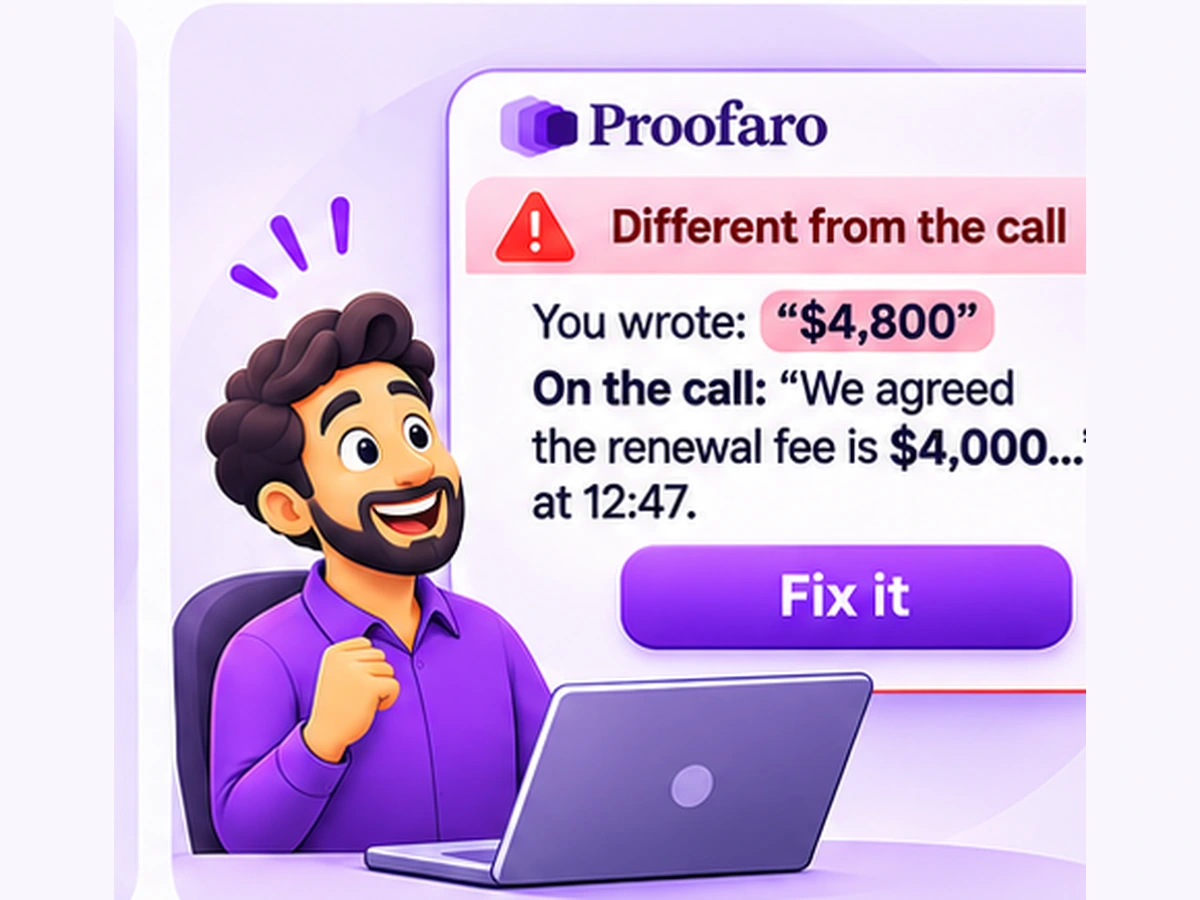 Proofaro
Different from the call
You wrote: “$4,800”
On the call: “We agreed
the renewal fee is $4,000...”
at 12:47.
Fix it